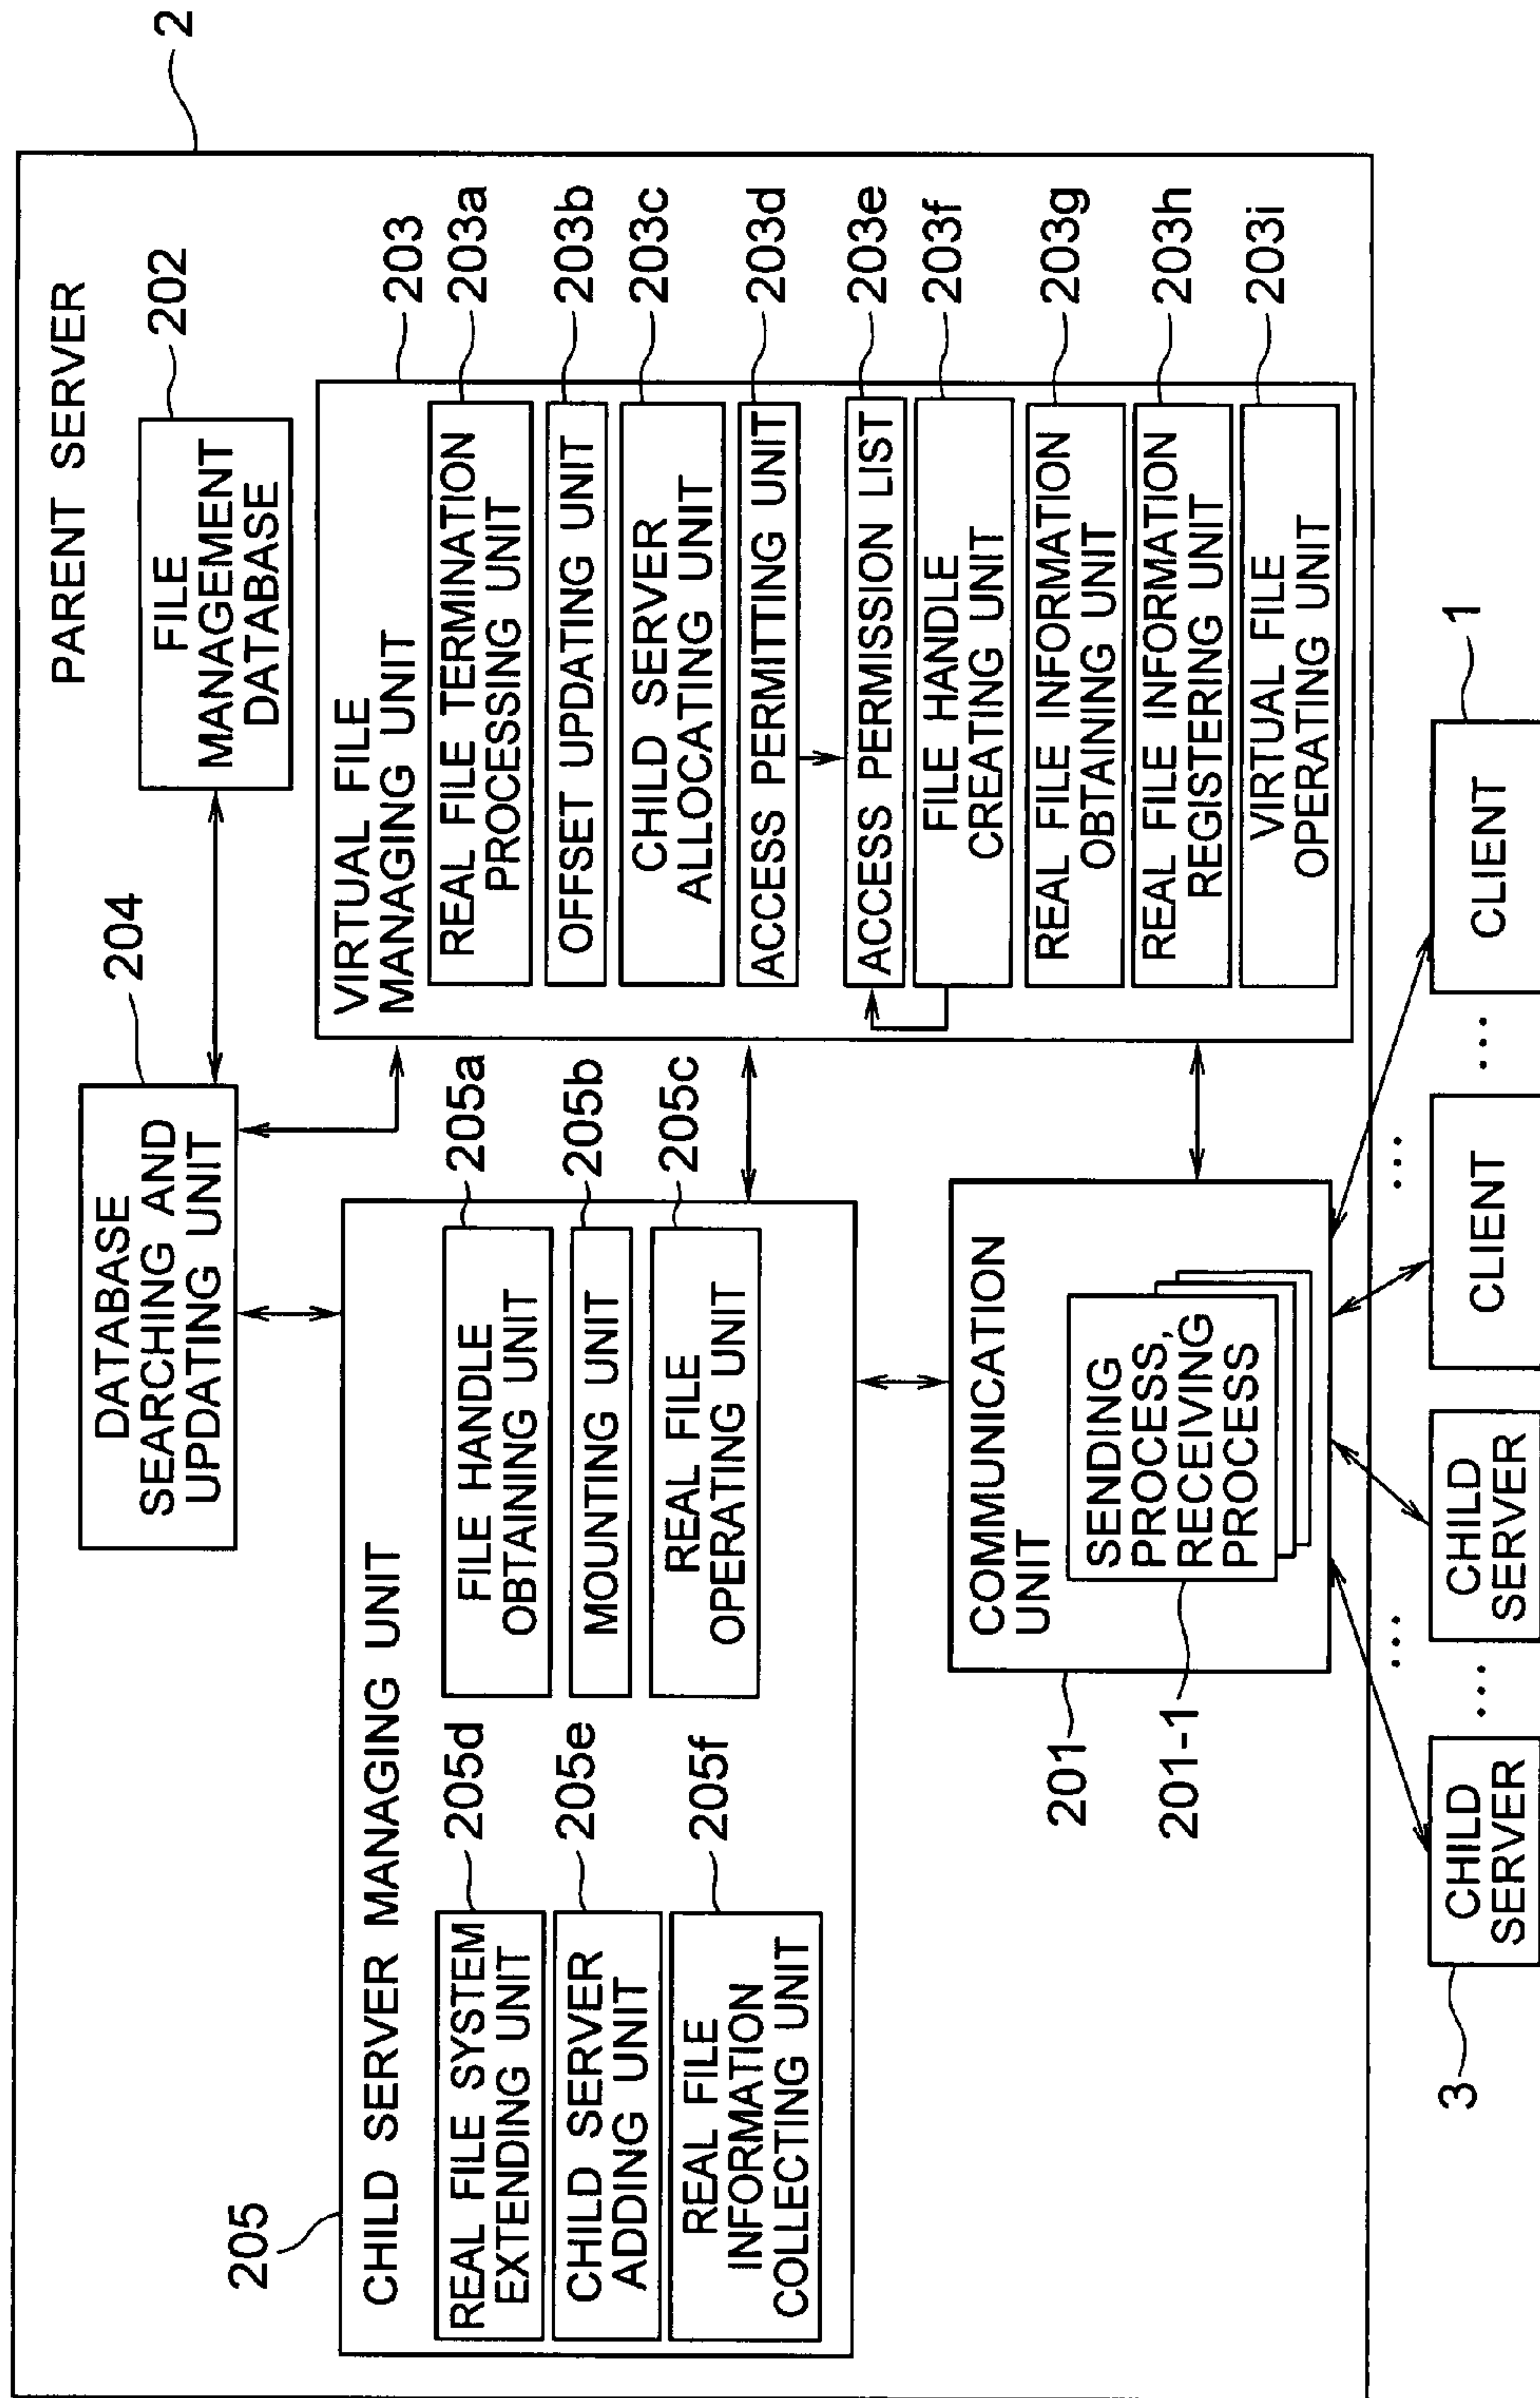 PARENT SERVER
2
DATABASE
SEARCHING AND
UPDATING UNIT
204
FILE
MANAGEMENT
DATABASE
202
205
CHILD SERVER MANAGING UNIT
REAL FILE SYSTEM
EXTENDING UNIT
205d
CHILD SERVER
ADDING UNIT
205e
REAL FILE
INFORMATION
COLLECTING UNIT
205f
FILE HANDLE
OBTAINING UNIT
205a
MOUNTING UNIT
205b
REAL FILE
OPERATING UNIT
205c
VIRTUAL FILE
MANAGING UNIT
203
REAL FILE TERMINATION
PROCESSING UNIT
203a
OFFSET UPDATING UNIT
203b
CHILD SERVER
ALLOCATING UNIT
203c
ACCESS PERMITTING UNIT
203d
ACCESS PERMISSION LIST
203e
FILE HANDLE
CREATING UNIT
203f
REAL FILE INFORMATION
OBTAINING UNIT
203g
REAL FILE INFORMATION
REGISTERING UNIT
203h
VIRTUAL FILE
OPERATING UNIT
203i
COMMUNICATION
UNIT
SENDING
PROCESS,
RECEIVING
PROCESS
201
201-1
...
...
3
CHILD
SERVER
...
CHILD
SERVER
CLIENT
...
CLIENT
1